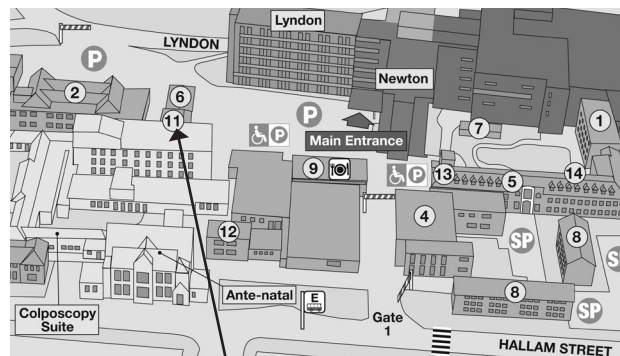 Lyndon
LYNDON
P
Newton
2
6
11
P
P
Main Entrance
7
1
9
P
13
5
14
4
12
SP
8
SP
E
8
SP
Ante-natal
Colposcopy
Suite
Gate
1
HALLAM STREET